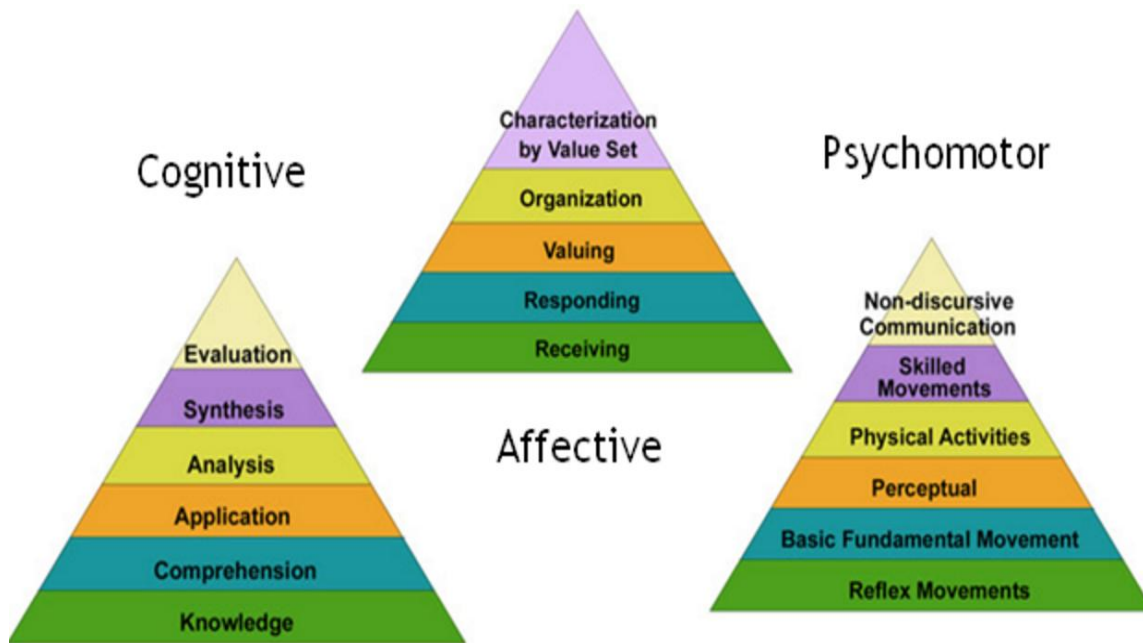 Cognitive
Evaluation
Synthesis
Analysis
Application
Comprehension
Knowledge
Characterization
by Value Set
Organization
Valuing
Responding
Receiving
Affective
Psychomotor
Non-discursive
Communication
Skilled
Movements
Physical Activities
Perceptual
Basic Fundamental Movement
Reflex Movements